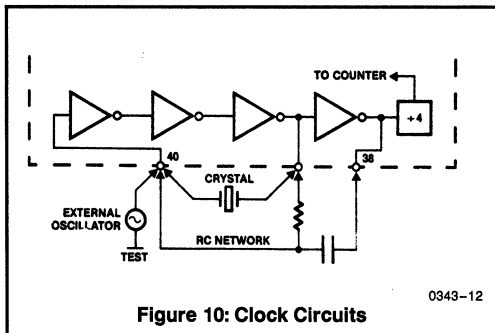 TO COUNTER
÷4
40
38
CRYSTAL
EXTERNAL
OSCILLATOR
TEST
RC NETWORK
0343-12
Figure 10: Clock Circuits